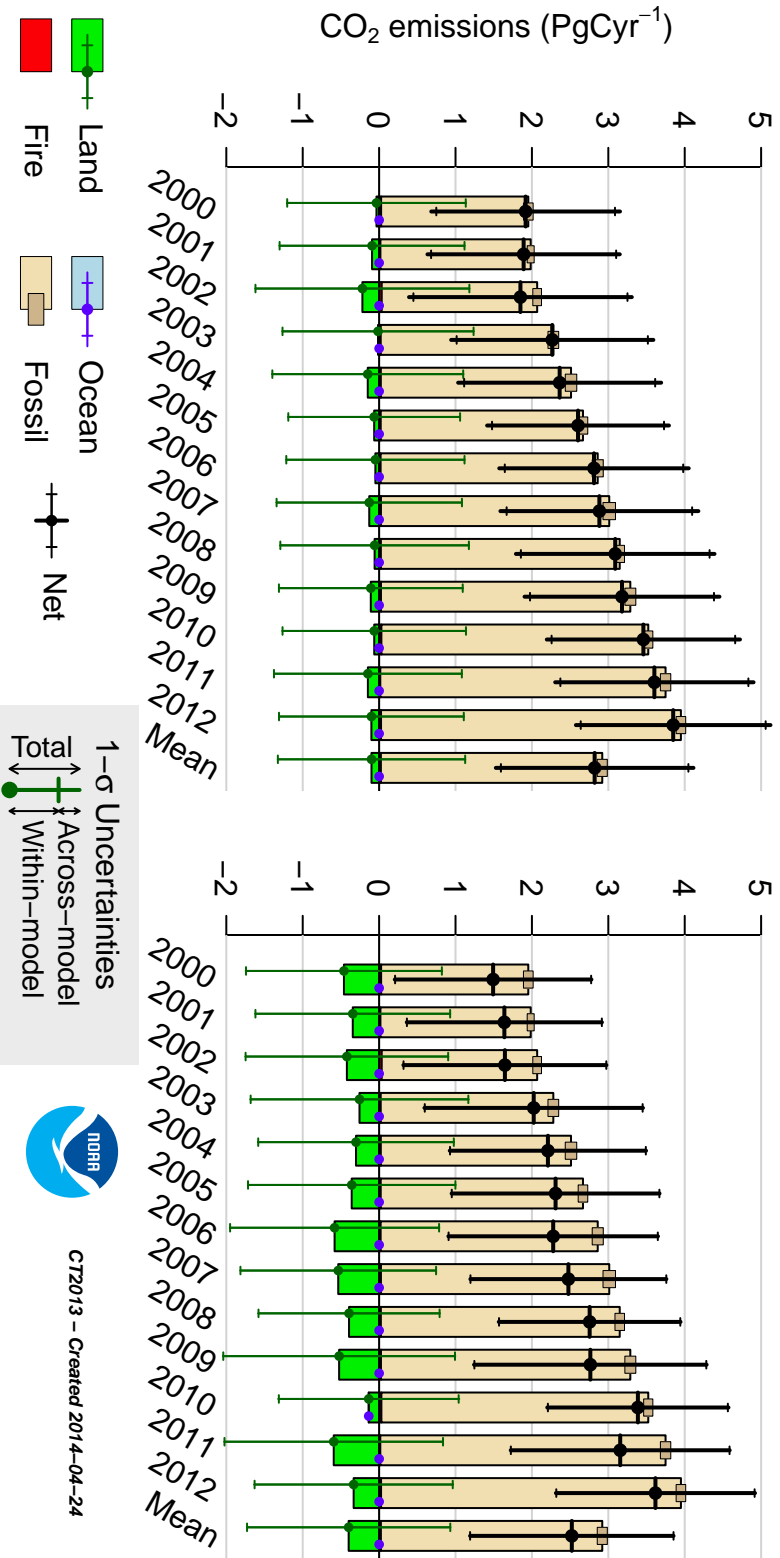 CO₂ emissions (PgCyr⁻¹)
−2 −1 0 1 2 3 4 5
2000
2001
2002
2003
2004
2005
2006
2007
2008
2009
2010
2011
2012
Mean
−2 −1 0 1 2 3 4 5
2000
2001
2002
2003
2004
2005
2006
2007
2008
2009
2010
2011
2012
Mean
Land
Ocean
Net
Fire
Fossil
1−σ Uncertainties
Total
Across−model
Within−model
NOAA
CT2013 − Created 2014−04−24